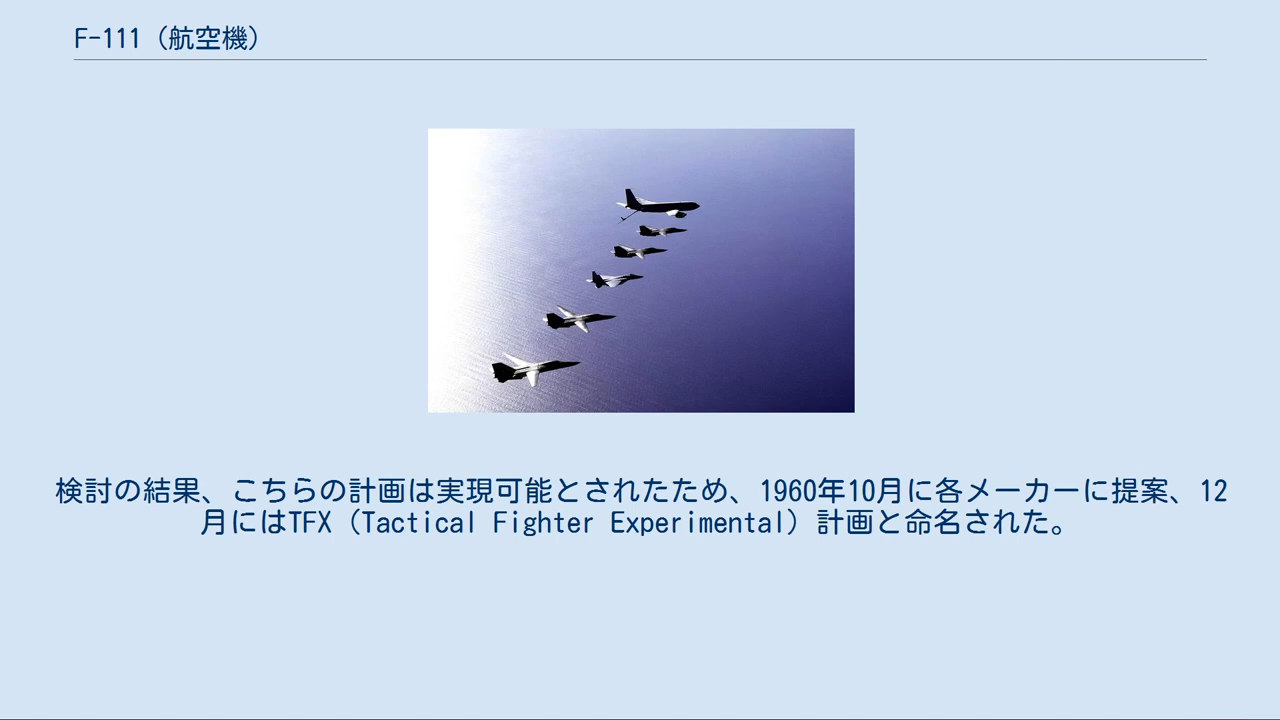 F-111（航空機）
検討の結果、こちらの計画は実現可能とされたため、1960年10月に各メーカーに提案、12
月にはTFX（Tactical Fighter Experimental）計画と命名された。